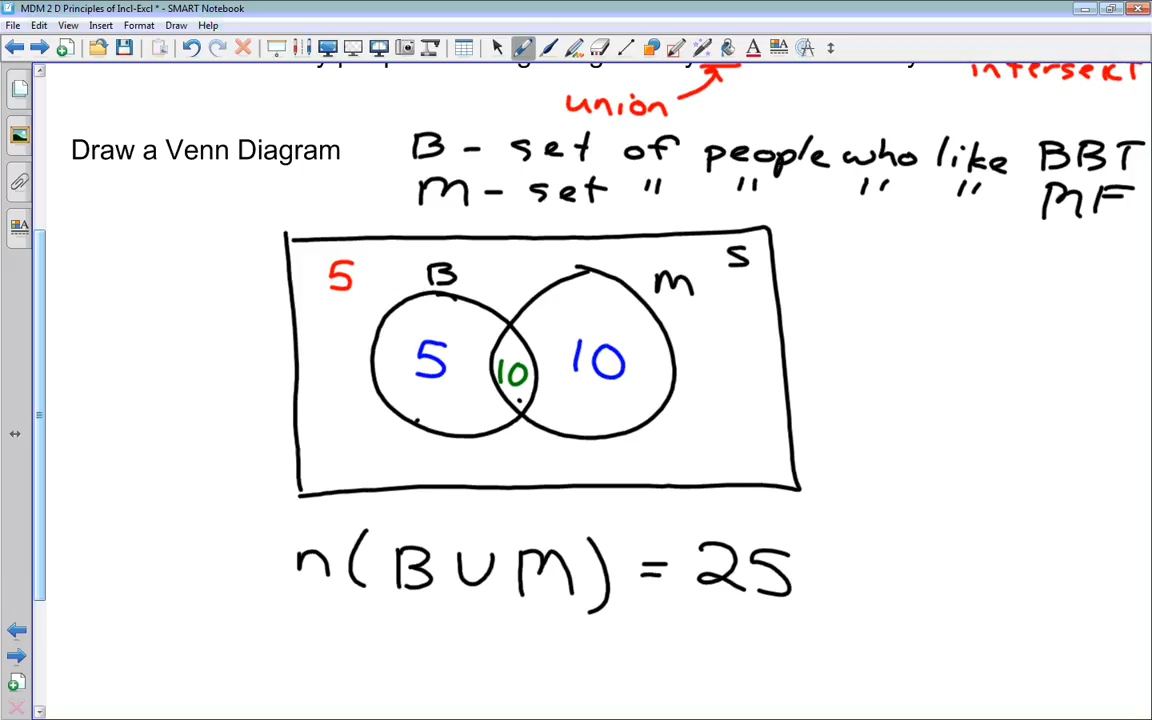 MDM 2 D Principles of Incl-Excl * - SMART Notebook
File Edit View Insert Format Draw Help
intersect
union
Draw a Venn Diagram
B - set of people who like BBT
M - set " " " " MF
S
5 B M
5 10 10
n(B∪M) = 25